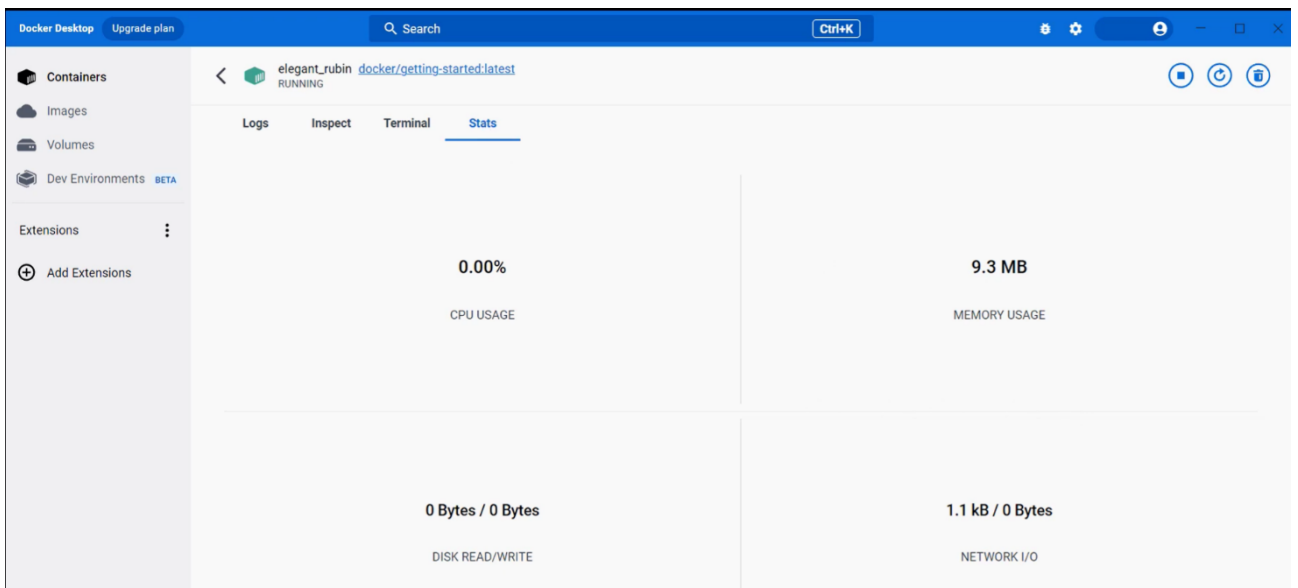 Docker Desktop Upgrade plan Search Ctrl+K
Containers
Images
Volumes
Dev Environments BETA
Extensions
Add Extensions
elegant_rubin docker/getting-started:latest
RUNNING
Logs Inspect Terminal Stats
0.00% 9.3 MB
CPU USAGE MEMORY USAGE
0 Bytes / 0 Bytes 1.1 kB / 0 Bytes
DISK READ/WRITE NETWORK I/O